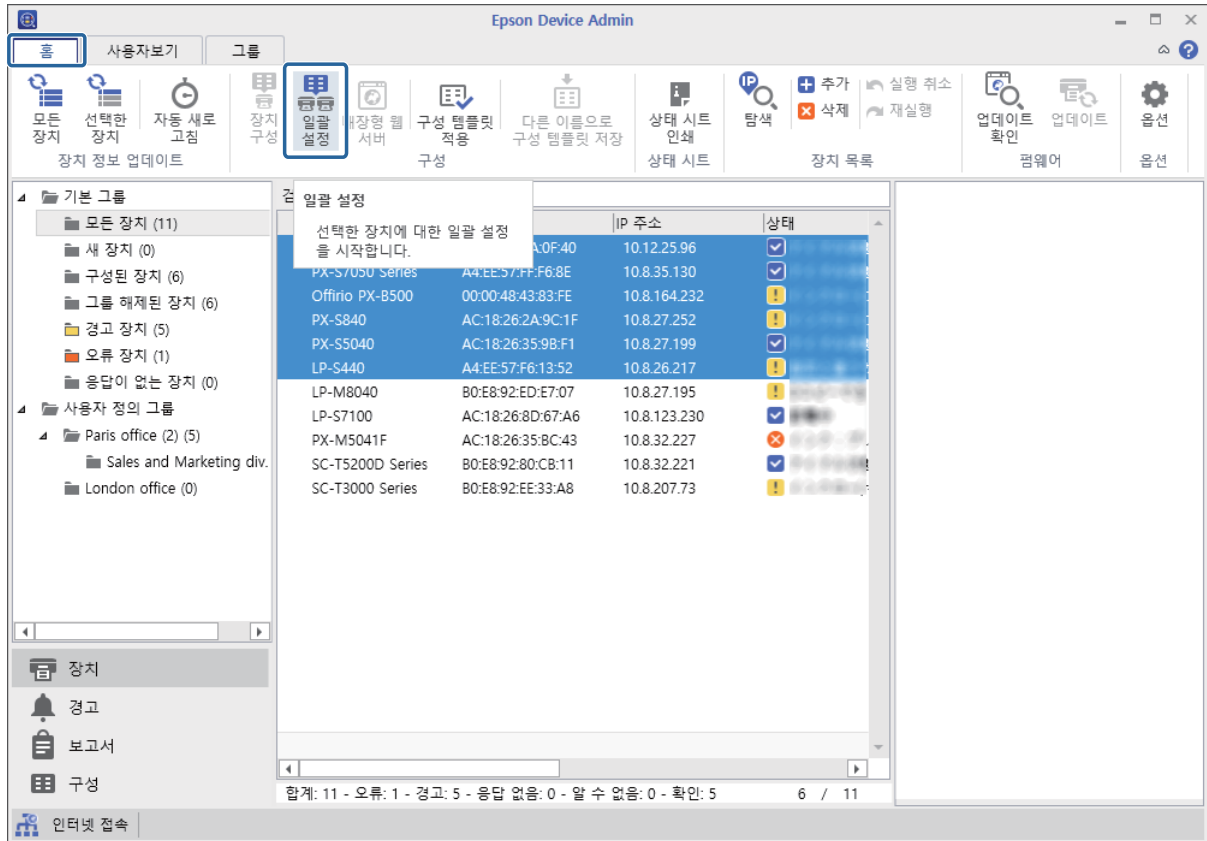 Epson Device Admin
홈
사용자보기
그룹
모든
장치
선택한
장치
자동 새로
고침
장치
구성
일괄
설정
내장형 웹
서버
구성 템플릿
적용
다른 이름으로
구성 템플릿 저장
상태 시트
인쇄
IP
탐색
추가
삭제
실행 취소
재실행
업데이트
확인
업데이트
옵션
장치 정보 업데이트
구성
상태 시트
장치 목록
펌웨어
옵션
기본 그룹
모든 장치 (11)
새 장치 (0)
구성된 장치 (6)
그룹 해제된 장치 (6)
경고 장치 (5)
오류 장치 (1)
응답이 없는 장치 (0)
사용자 정의 그룹
Paris office (2) (5)
Sales and Marketing div.
London office (0)
일괄 설정
선택한 장치에 대한 일괄 설정
을 시작합니다.
IP 주소 상태
A:0F:40 10.12.25.96
PX-S7050 Series A4:EE:57:FF:F6:8E 10.8.35.130
Offirio PX-B500 00:00:48:43:83:FE 10.8.164.232
PX-S840 AC:18:26:2A:9C:1F 10.8.27.252
PX-S5040 AC:18:26:35:9B:F1 10.8.27.199
LP-S440 A4:EE:57:F6:13:52 10.8.26.217
LP-M8040 B0:E8:92:ED:E7:07 10.8.27.195
LP-S7100 AC:18:26:8D:67:A6 10.8.123.230
PX-M5041F AC:18:26:35:BC:43 10.8.32.227
SC-T5200D Series B0:E8:92:80:CB:11 10.8.32.221
SC-T3000 Series B0:E8:92:EE:33:A8 10.8.207.73
장치
경고
보고서
구성
합계: 11 - 오류: 1 - 경고: 5 - 응답 없음: 0 - 알 수 없음: 0 - 확인: 5 6 / 11
인터넷 접속